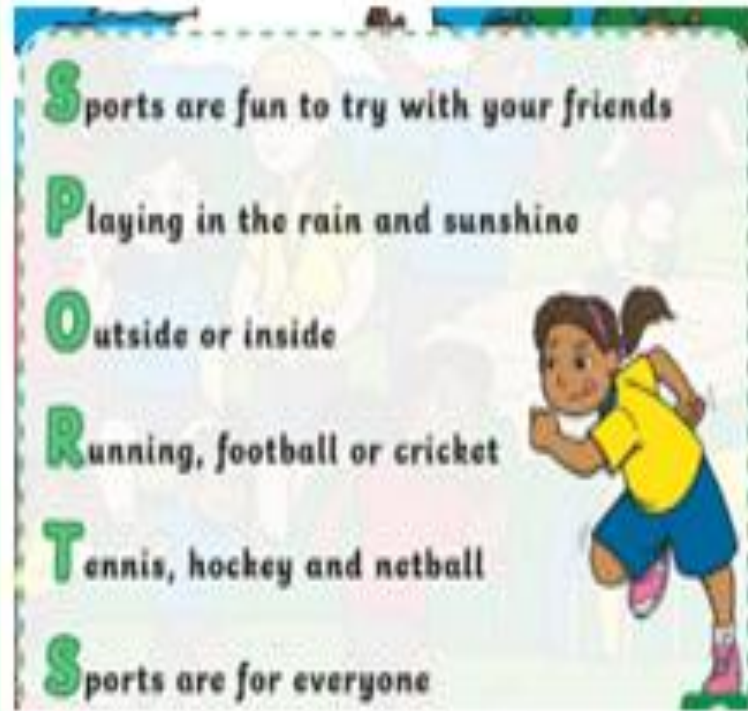 Sports are fun to try with your friends
Playing in the rain and sunshine
Outside or inside
Running, football or cricket
Tennis, hockey and netball
Sports are for everyone